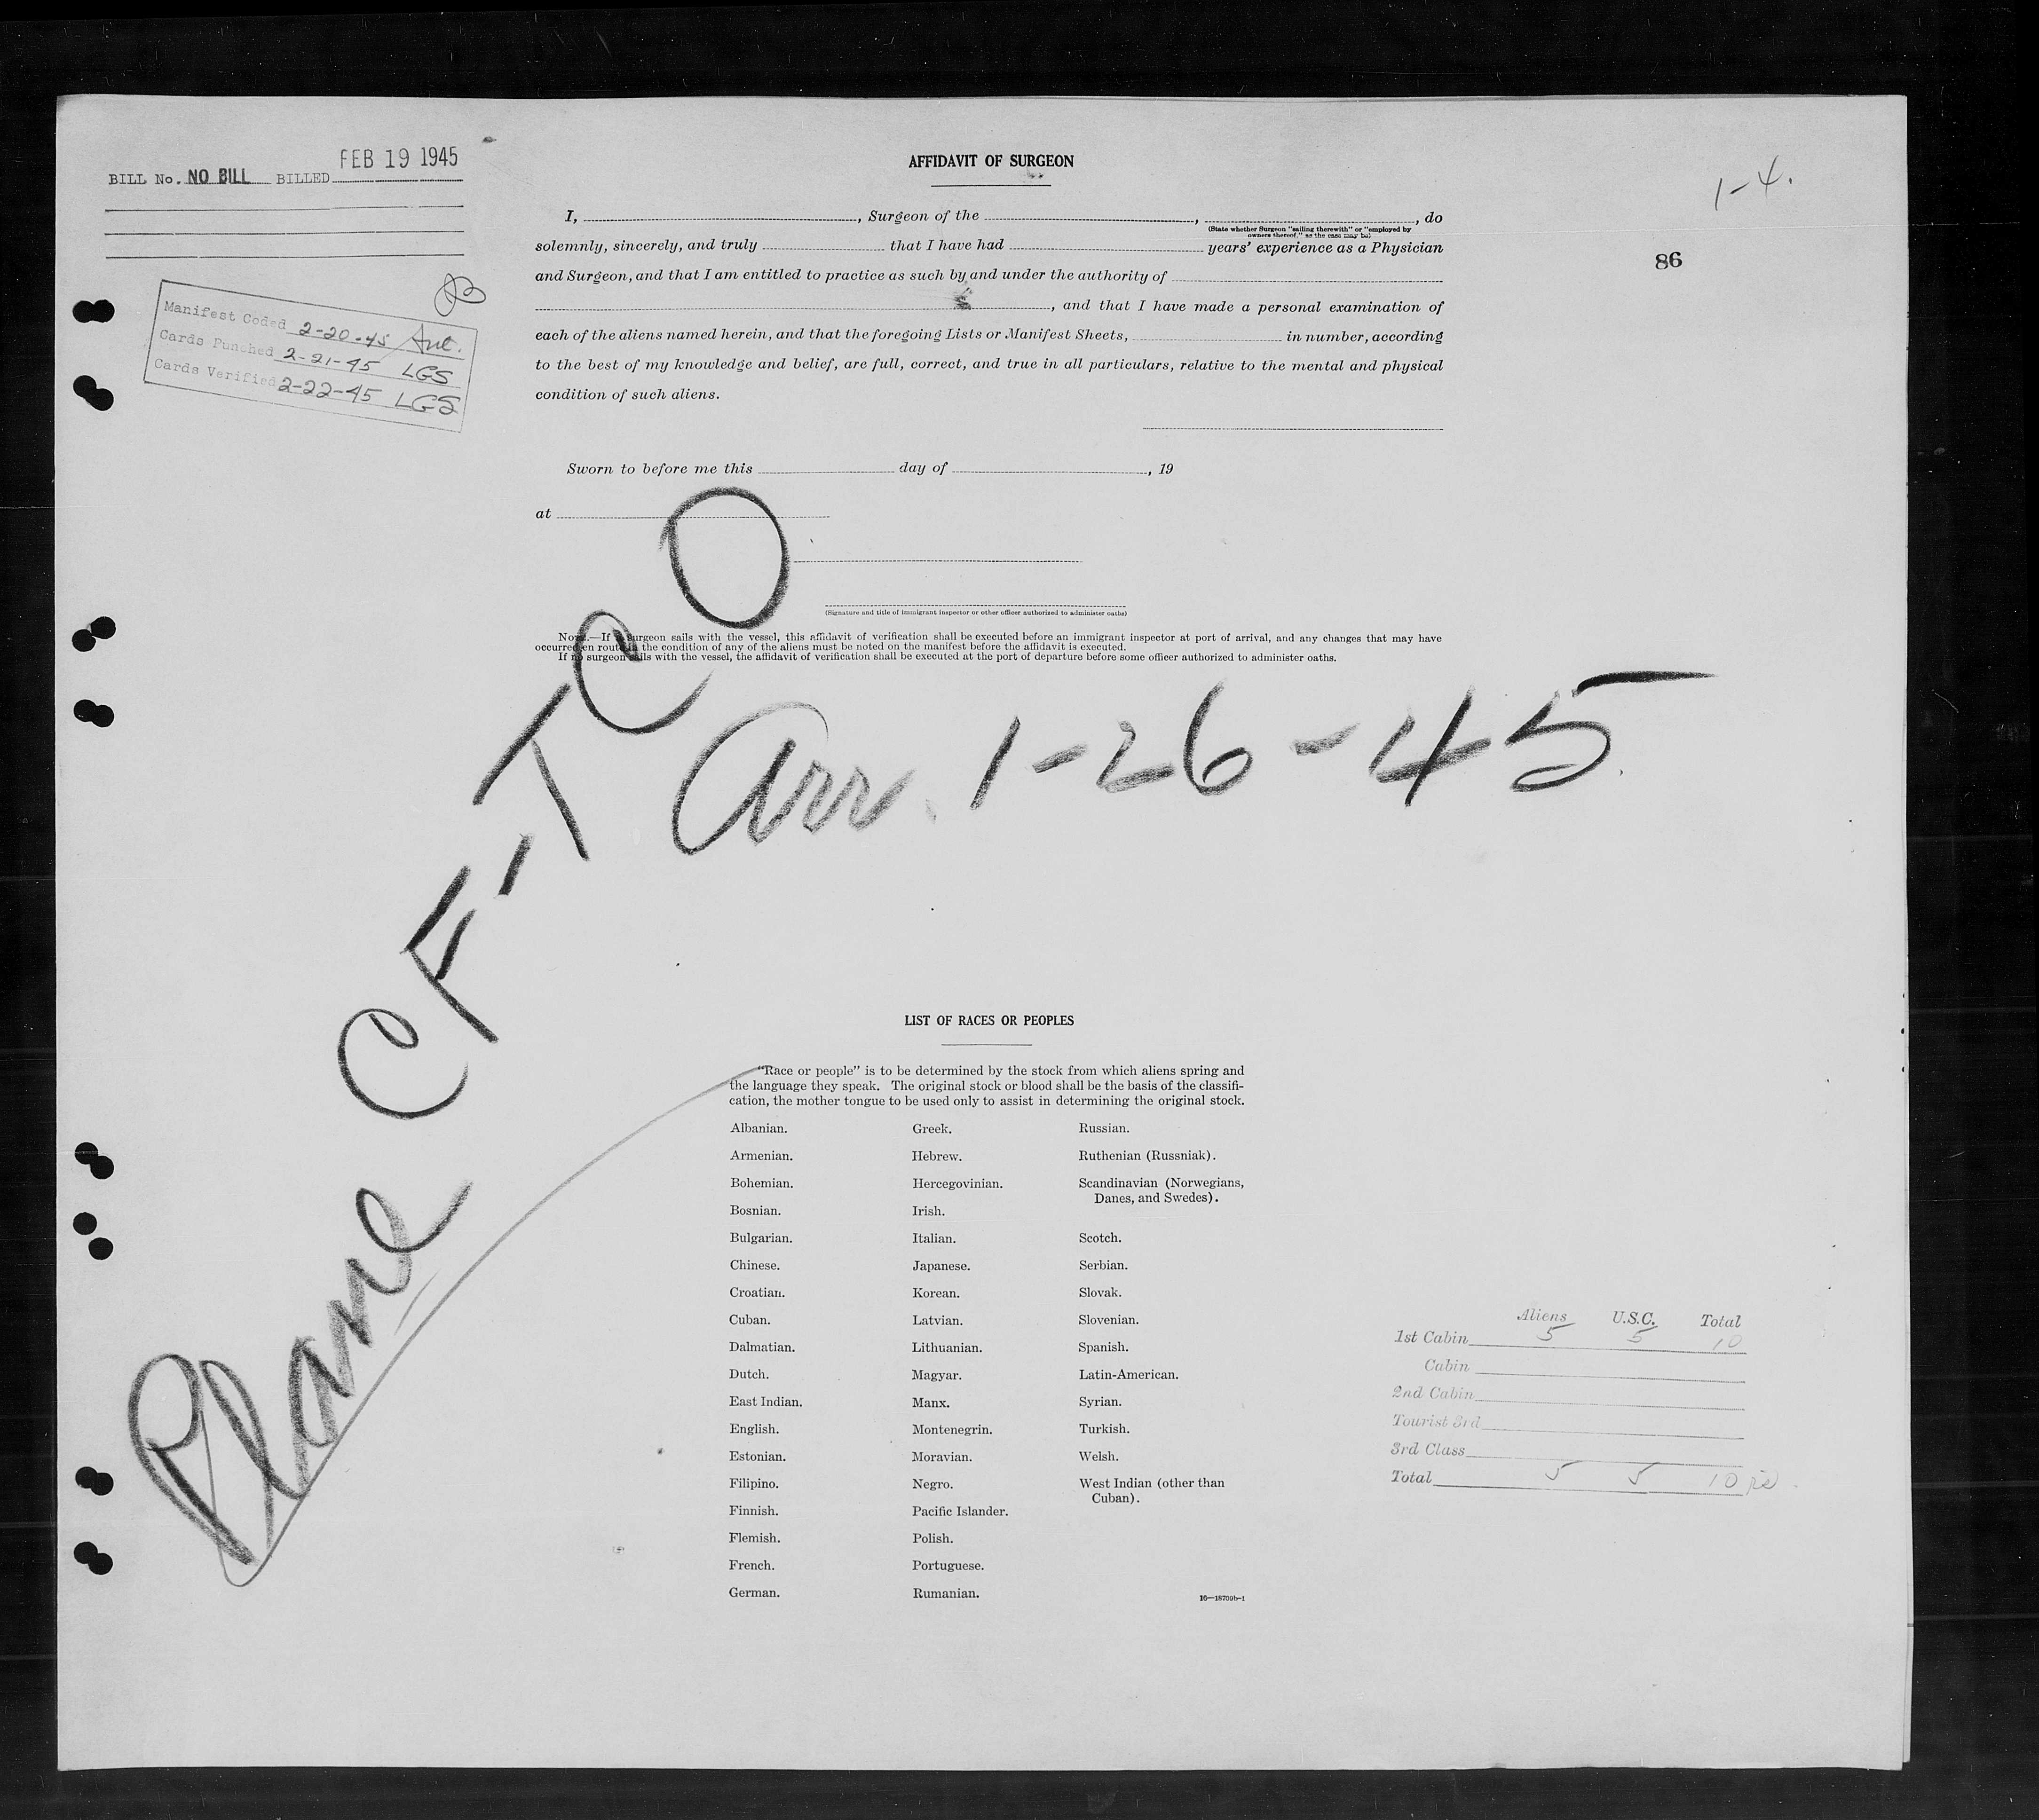 FEB 19 1945
BILL No. NO BILL BILLED
AFFIDAVIT OF SURGEON
1-4.
86
I, , Surgeon of the , , do
(State whether Surgeon "sailing therewith" or "employed by
owners thereof," as the case may be)
solemnly, sincerely, and truly that I have had years' experience as a Physician
and Surgeon, and that I am entitled to practice as such by and under the authority of
, and that I have made a personal examination of
each of the aliens named herein, and that the foregoing Lists or Manifest Sheets, in number, according
to the best of my knowledge and belief, are full, correct, and true in all particulars, relative to the mental and physical
condition of such aliens.
Manifest Coded 2-20-45
Cards Punched 2-21-45 LGS
Cards Verified 2-22-45 LGS
Sworn to before me this day of , 19
at
(Signature and title of immigrant inspector or other officer authorized to administer oaths)
Note.—If a surgeon sails with the vessel, this affidavit of verification shall be executed before an immigrant inspector at port of arrival, and any changes that may have
occurred en route in the condition of any of the aliens must be noted on the manifest before the affidavit is executed.
If no surgeon sails with the vessel, the affidavit of verification shall be executed at the port of departure before some officer authorized to administer oaths.
Plane CF-TCO
Arr. 1-26-45
LIST OF RACES OR PEOPLES
"Race or people" is to be determined by the stock from which aliens spring and
the language they speak. The original stock or blood shall be the basis of the classifi-
cation, the mother tongue to be used only to assist in determining the original stock.
Albanian. Greek. Russian.
Armenian. Hebrew. Ruthenian (Russniak).
Bohemian. Hercegovinian. Scandinavian (Norwegians,
Danes, and Swedes).
Bosnian. Irish.
Bulgarian. Italian. Scotch.
Chinese. Japanese. Serbian.
Croatian. Korean. Slovak.
Cuban. Latvian. Slovenian.
Dalmatian. Lithuanian. Spanish.
Dutch. Magyar. Latin-American.
East Indian. Manx. Syrian.
English. Montenegrin. Turkish.
Estonian. Moravian. Welsh.
Filipino. Negro. West Indian (other than
Cuban).
Finnish. Pacific Islander.
Flemish. Polish.
French. Portuguese.
German. Rumanian.
16—18709b-1
Aliens U.S.C. Total
1st Cabin 5 5 10
Cabin
2nd Cabin
Tourist 3rd
3rd Class
Total 5 5 10